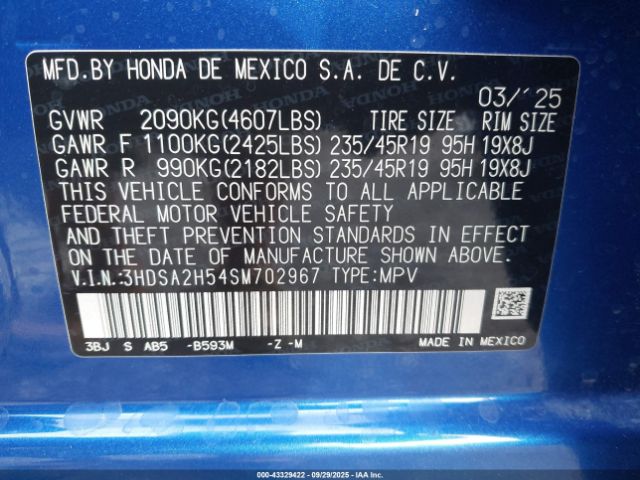 MFD.BY HONDA DE MEXICO S.A. DE C.V.
03/ 25
GVWR 2090KG(4607LBS) TIRE SIZE RIM SIZE
GAWR F 1100KG(2425LBS) 235/45R19 95H 19X8J
GAWR R 990KG(2182LBS) 235/45R19 95H 19X8J
THIS VEHICLE CONFORMS TO ALL APPLICABLE
FEDERAL MOTOR VEHICLE SAFETY
AND THEFT PREVENTION STANDARDS IN EFFECT
ON THE DATE OF MANUFACTURE SHOWN ABOVE.
V.I.N.:3HDSA2H54SM702967 TYPE:MPV
3BJ S AB5 -B593M -Z -M MADE IN MEXICO
000-43329422 - 09/29/2025 - IAAI.com